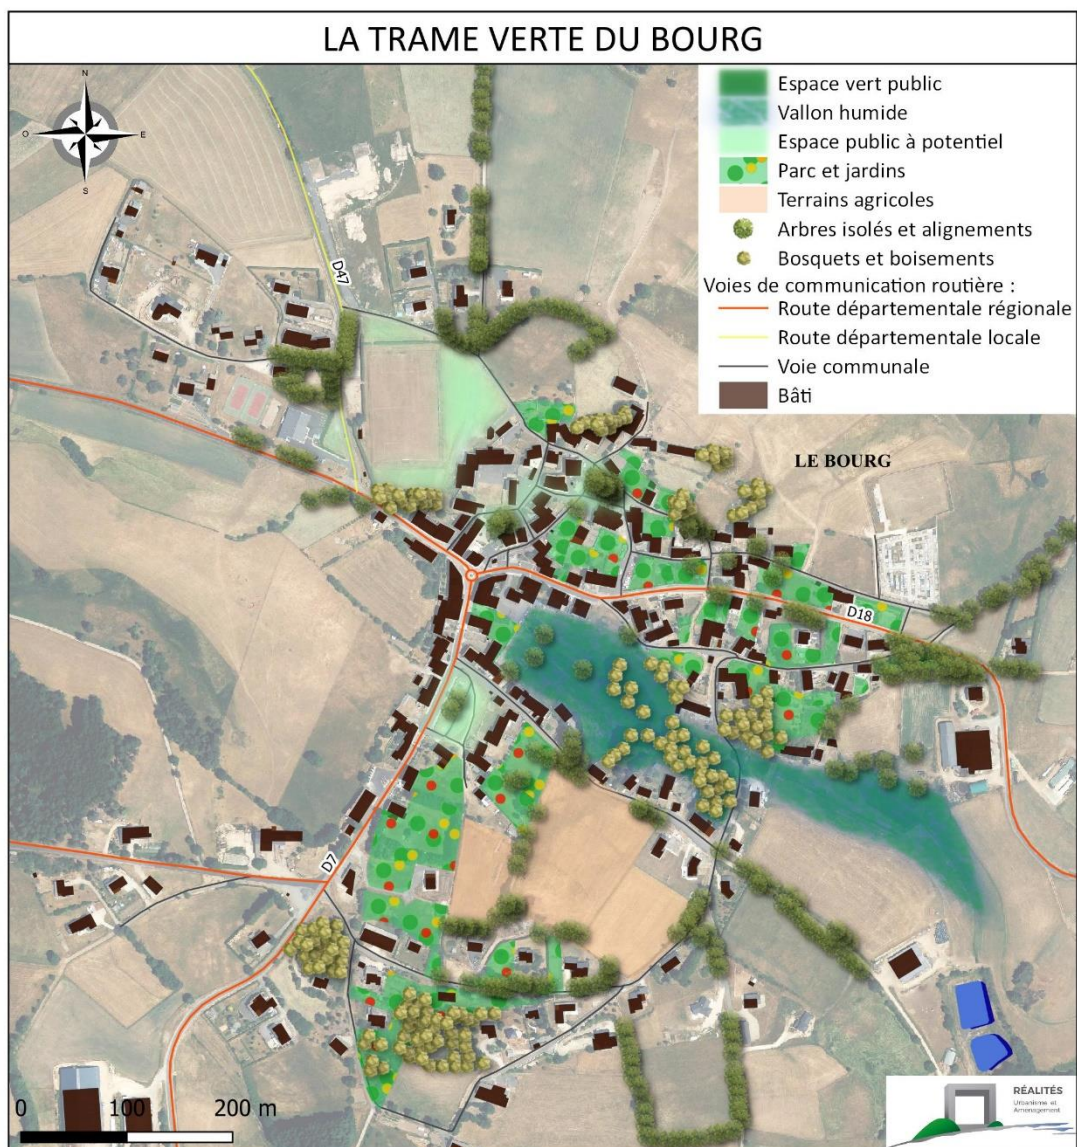 LA TRAME VERTE DU BOURG
N
O
E
S
Espace vert public
Vallon humide
Espace public à potentiel
Parc et jardins
Terrains agricoles
Arbres isolés et alignements
Bosquets et boisements
Voies de communication routière :
Route départementale régionale
Route départementale locale
Voie communale
Bâti
D47
LE BOURG
D18
D7
0 100 200 m
RÉALITÉS
Urbanisme et
Aménagement